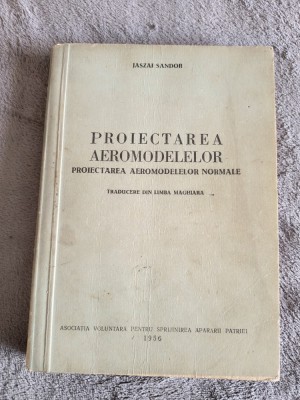 JASZAI SANDOR
PROIECTAREA
AEROMODELELOR
PROIECTAREA AEROMODELELOR NORMALE
TRADUCERE DIN LIMBA MAGHIARA
ASOCIATIA VOLUNTARA PENTRU SPRIJINIREA APARARII PATRIEI
1956